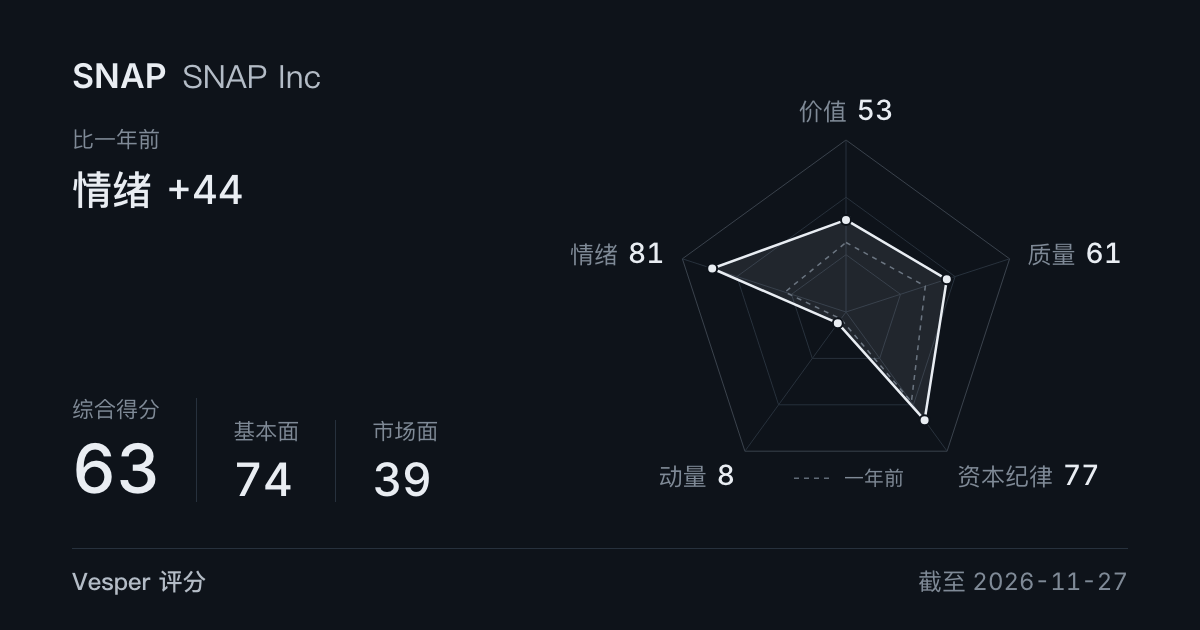 SNAP SNAP Inc
比一年前
情绪 +44
价值 53
情绪 81
质量 61
动量 8
---- 一年前
资本纪律 77
综合得分
63
基本面
74
市场面
39
Vesper 评分
截至 2026-11-27